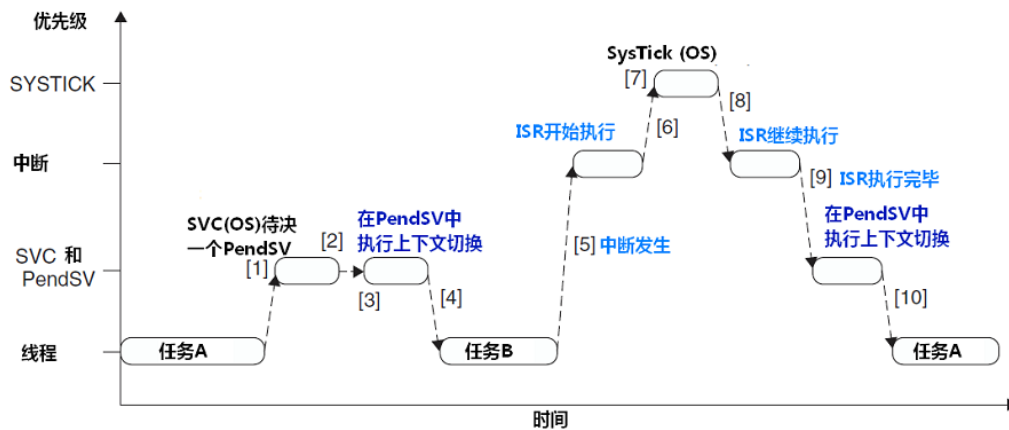 优先级
SysTick (OS)
SYSTICK
[7]
[8]
ISR开始执行
[6]
ISR继续执行
中断
[9] ISR执行完毕
SVC(OS)待决
一个PendSV
[2]
在PendSV中
执行上下文切换
在PendSV中
执行上下文切换
[5] 中断发生
SVC 和
PendSV
[1]
[3]
[4]
[10]
线程
任务A
任务B
任务A
时间